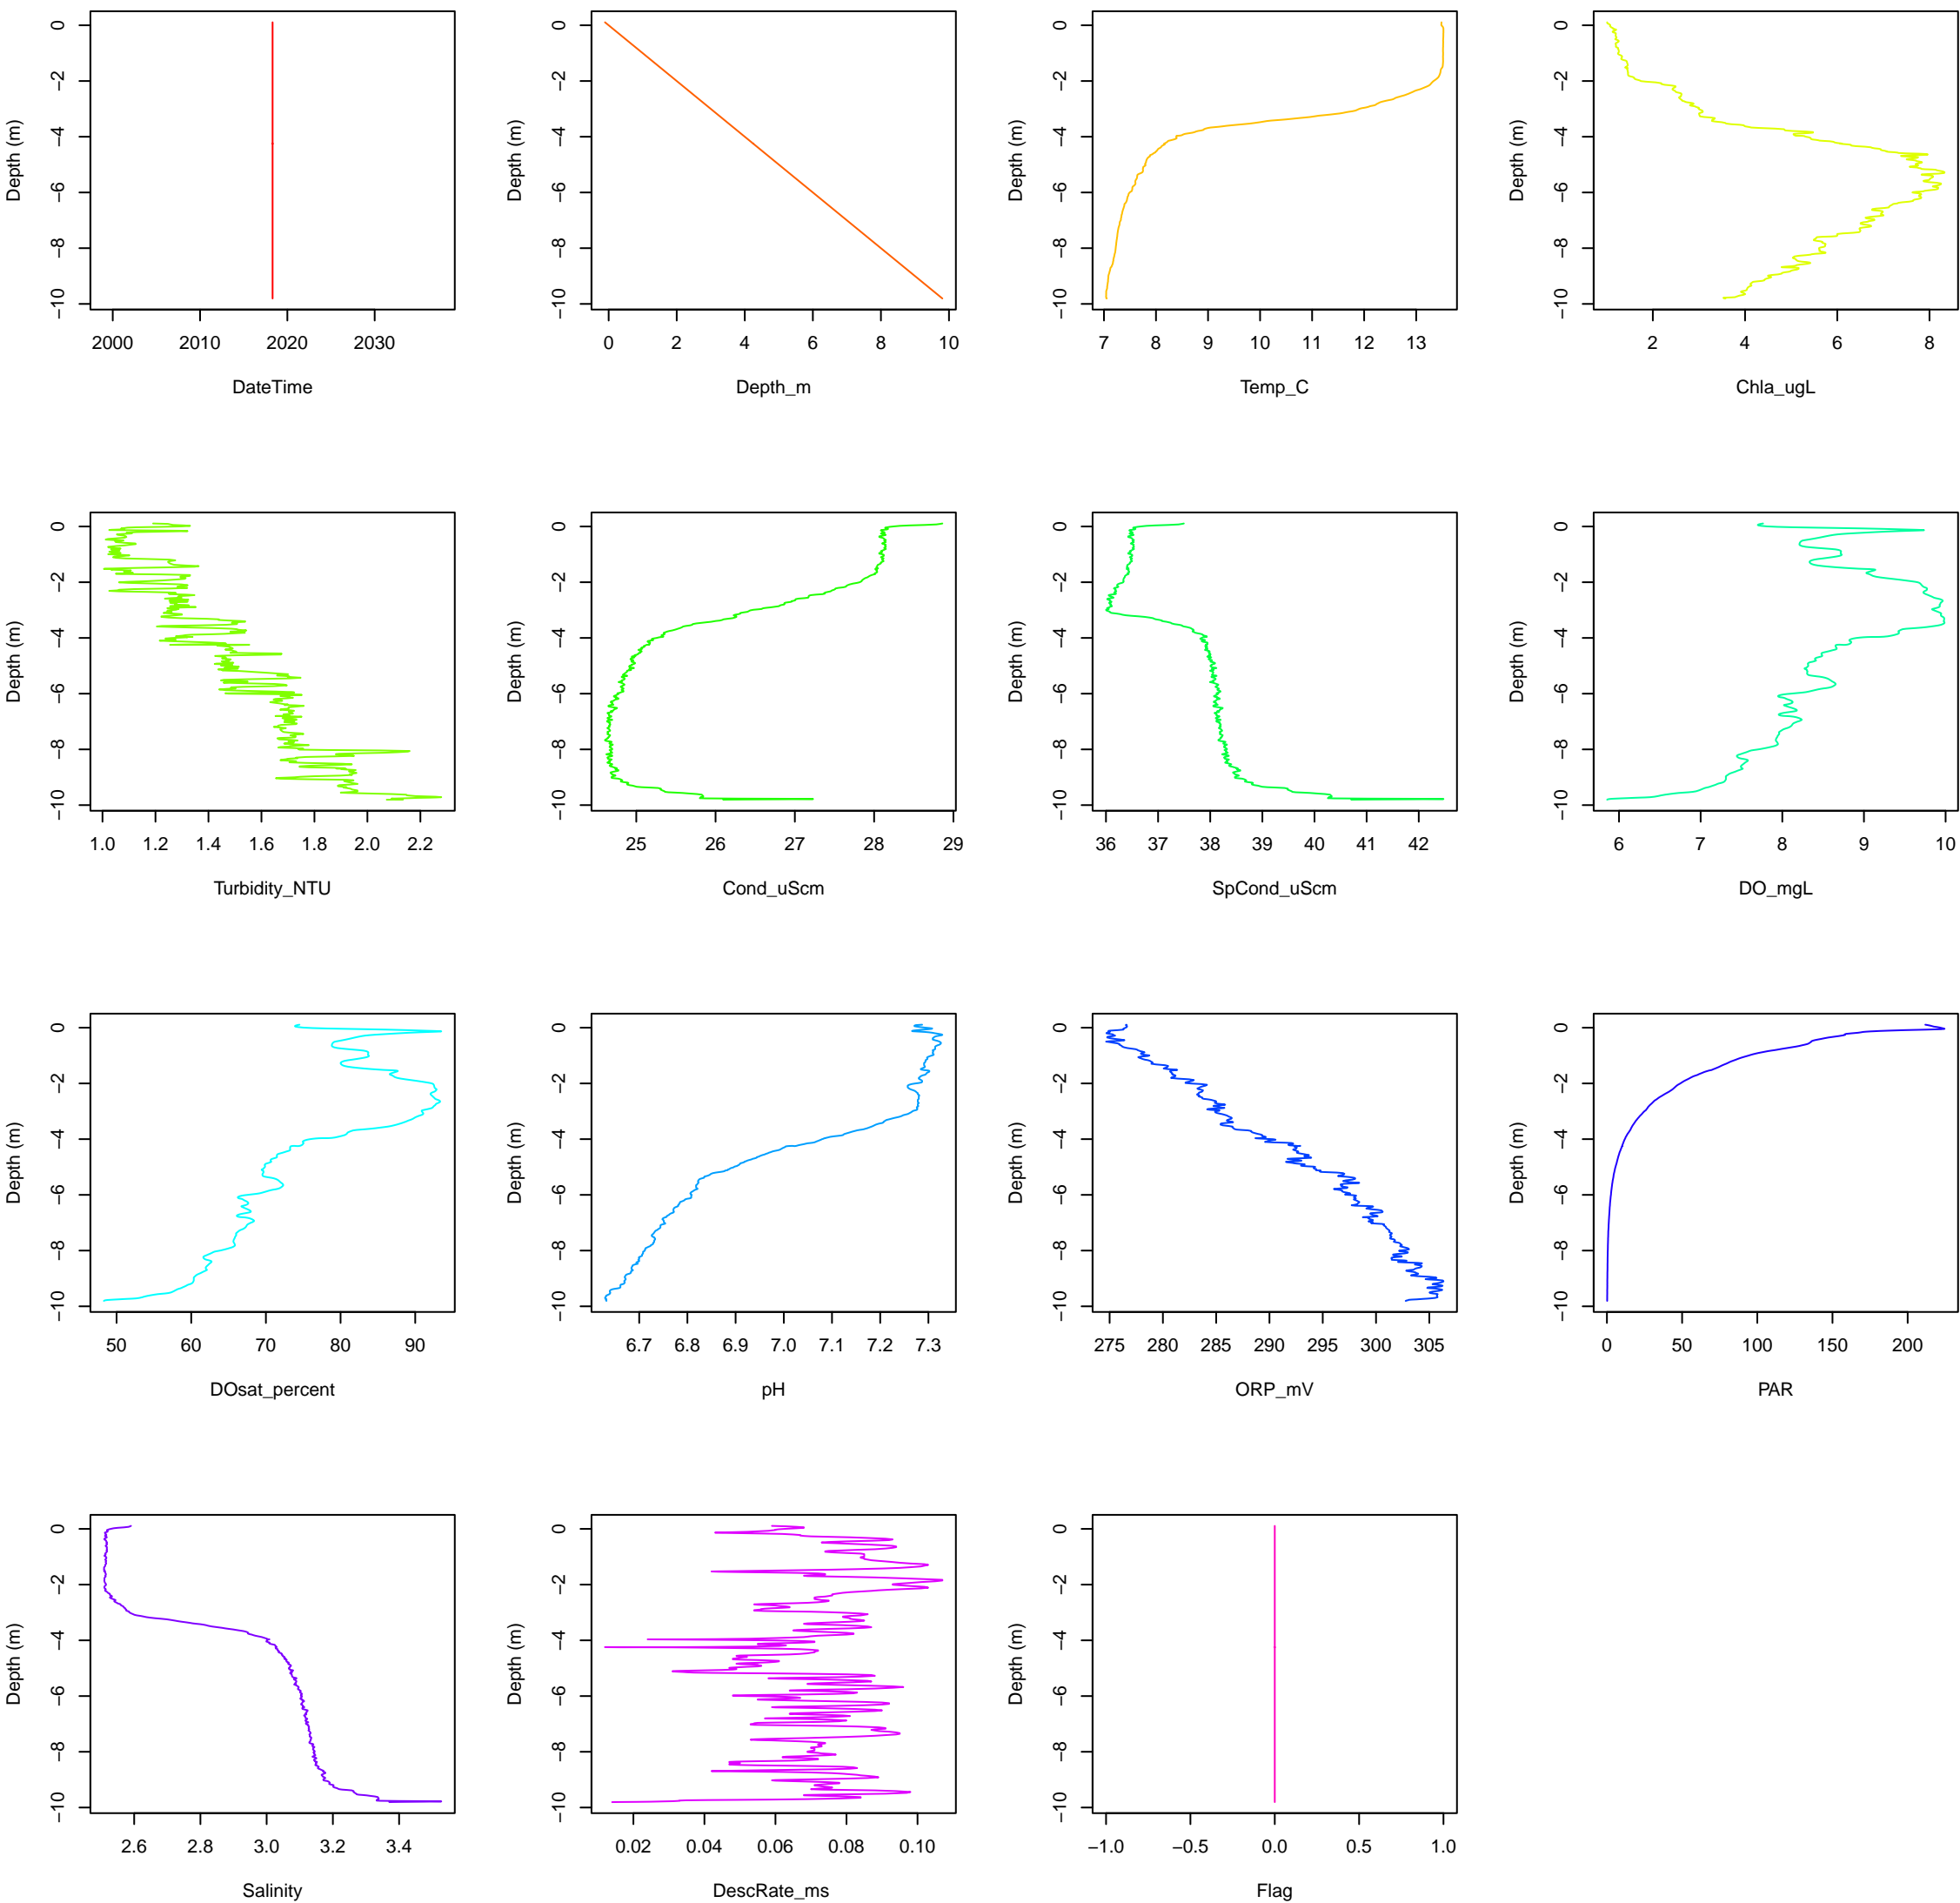 Depth (m)
0
−2
−4
−6
−8
−10
2000 2010 2020 2030
DateTime
Depth (m)
0
−2
−4
−6
−8
−10
0 2 4 6 8 10
Depth_m
Depth (m)
0
−2
−4
−6
−8
−10
7 8 9 10 11 12 13
Temp_C
Depth (m)
0
−2
−4
−6
−8
−10
2 4 6 8
Chla_ugL
Depth (m)
0
−2
−4
−6
−8
−10
1.0 1.2 1.4 1.6 1.8 2.0 2.2
Turbidity_NTU
Depth (m)
0
−2
−4
−6
−8
−10
25 26 27 28 29
Cond_uScm
Depth (m)
0
−2
−4
−6
−8
−10
36 37 38 39 40 41 42
SpCond_uScm
Depth (m)
0
−2
−4
−6
−8
−10
6 7 8 9 10
DO_mgL
Depth (m)
0
−2
−4
−6
−8
−10
50 60 70 80 90
DOsat_percent
Depth (m)
0
−2
−4
−6
−8
−10
6.7 6.8 6.9 7.0 7.1 7.2 7.3
pH
Depth (m)
0
−2
−4
−6
−8
−10
275 280 285 290 295 300 305
ORP_mV
Depth (m)
0
−2
−4
−6
−8
−10
0 50 100 150 200
PAR
Depth (m)
0
−2
−4
−6
−8
−10
2.6 2.8 3.0 3.2 3.4
Salinity
Depth (m)
0
−2
−4
−6
−8
−10
0.02 0.04 0.06 0.08 0.10
DescRate_ms
Depth (m)
0
−2
−4
−6
−8
−10
−1.0 −0.5 0.0 0.5 1.0
Flag